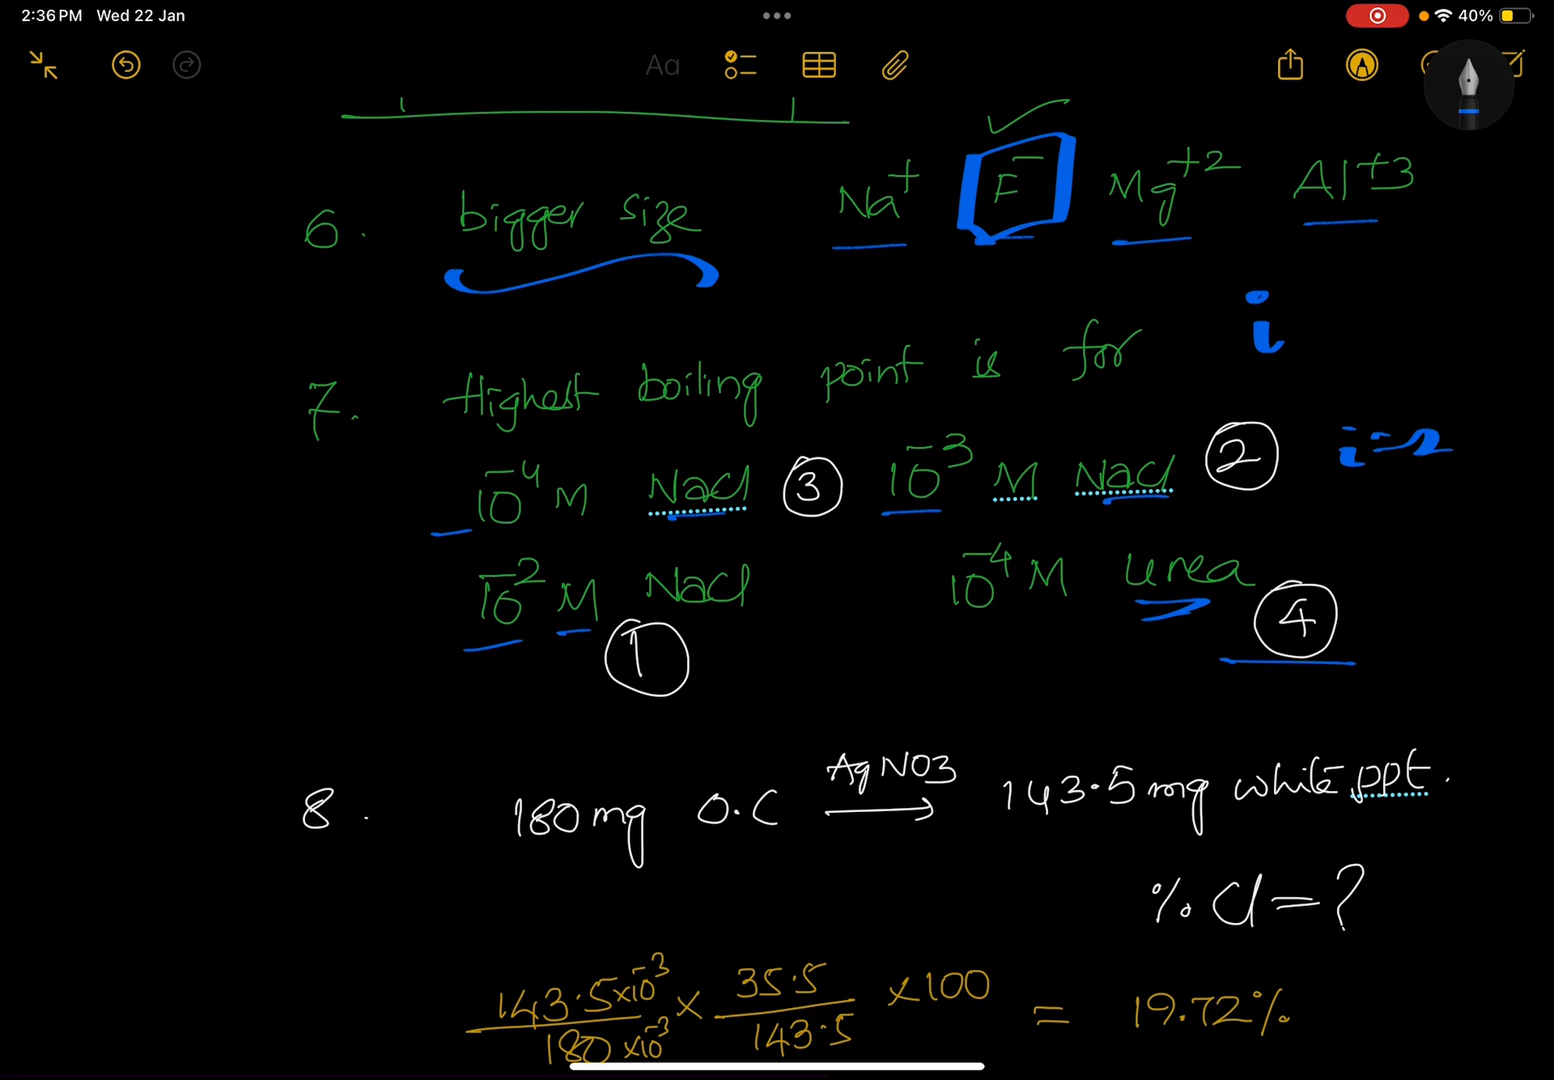 2:36 PM Wed 22 Jan 40%
Aa
6. bigger size Na⁺ F⁻ Mg⁺² Al⁺³
i
7. Highest boiling point is for
10⁻⁴ M NaCl ③ 10⁻³ M NaCl ② i=2
10⁻² M NaCl 10⁻⁴ M Urea
① ④
8. 180 mg O.C AgNO3 → 143.5 mg white ppt.
% Cl = ?
143.5×10⁻³ / 180×10⁻³ × 35.5 / 143.5 ×100 = 19.72%